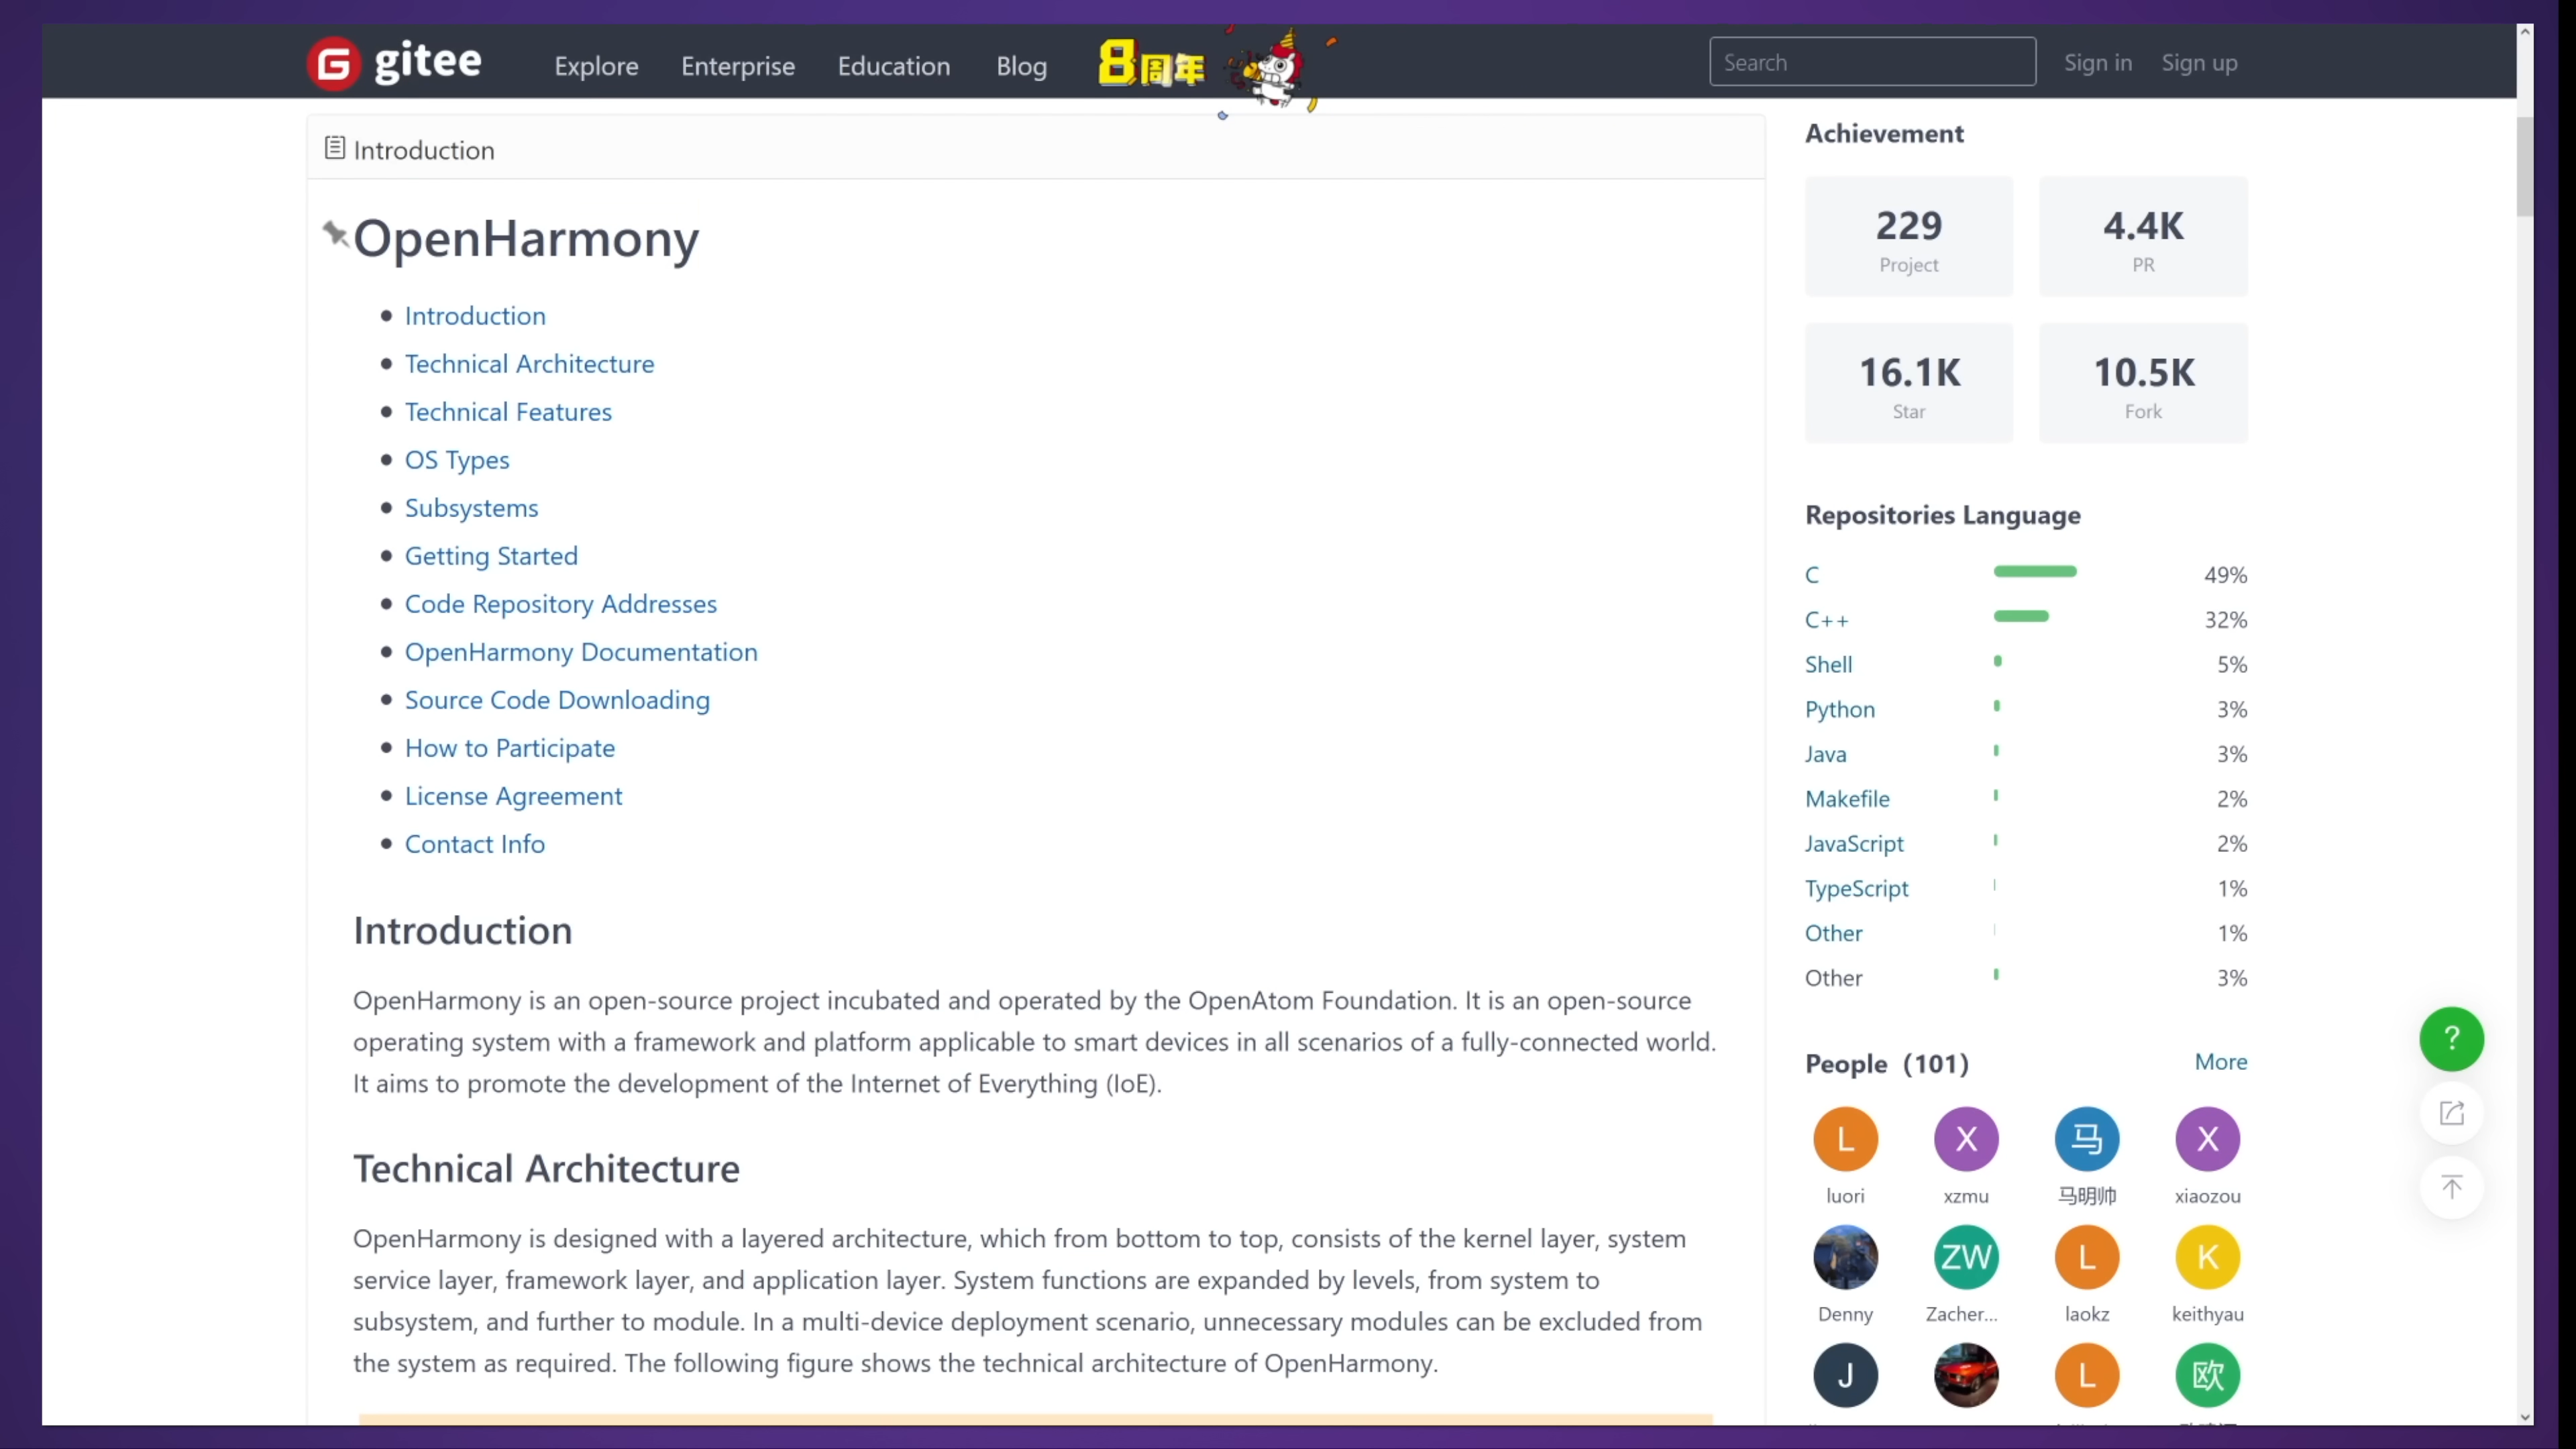 gitee
Explore
Enterprise
Education
Blog
8周年
Search
Sign in
Sign up
Introduction
OpenHarmony
Introduction
Technical Architecture
Technical Features
OS Types
Subsystems
Getting Started
Code Repository Addresses
OpenHarmony Documentation
Source Code Downloading
How to Participate
License Agreement
Contact Info
Introduction
OpenHarmony is an open-source project incubated and operated by the OpenAtom Foundation. It is an open-source
operating system with a framework and platform applicable to smart devices in all scenarios of a fully-connected world.
It aims to promote the development of the Internet of Everything (IoE).
Technical Architecture
OpenHarmony is designed with a layered architecture, which from bottom to top, consists of the kernel layer, system
service layer, framework layer, and application layer. System functions are expanded by levels, from system to
subsystem, and further to module. In a multi-device deployment scenario, unnecessary modules can be excluded from
the system as required. The following figure shows the technical architecture of OpenHarmony.
Achievement
229
Project
4.4K
PR
16.1K
Star
10.5K
Fork
Repositories Language
C 49%
C++ 32%
Shell 5%
Python 3%
Java 3%
Makefile 2%
JavaScript 2%
TypeScript 1%
Other 1%
Other 3%
People (101) More
L X 马 X
luori xzmu 马明帅 xiaozou
ZW L K
Denny Zacher... laokz keithyau
J L 欧
?